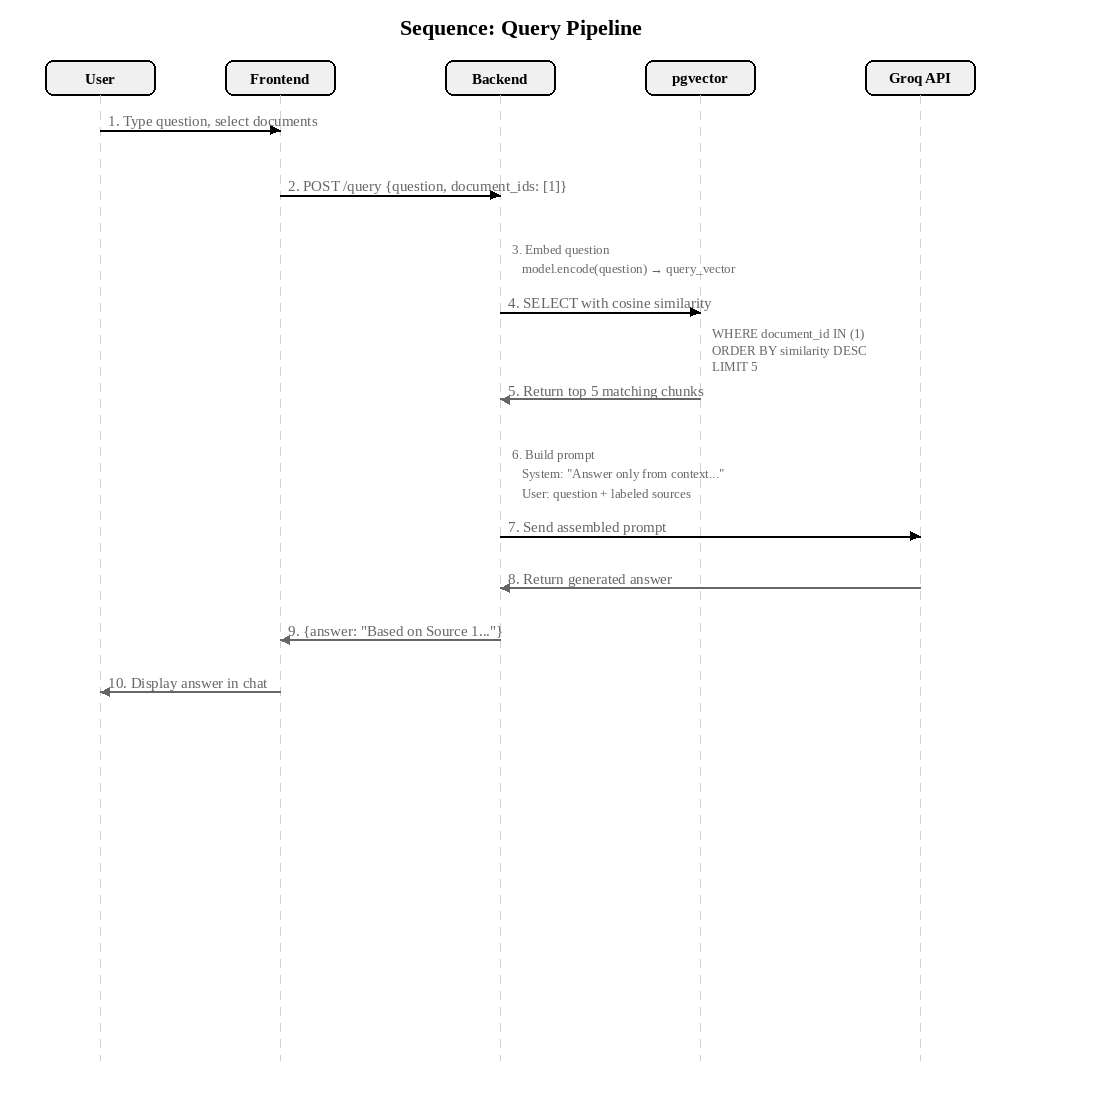 Sequence: Query Pipeline
User
Frontend
Backend
pgvector
Groq API
1. Type question, select documents
2. POST /query {question, document_ids: [1]}
3. Embed question
model.encode(question) → query_vector
4. SELECT with cosine similarity
WHERE document_id IN (1)
ORDER BY similarity DESC
LIMIT 5
5. Return top 5 matching chunks
6. Build prompt
System: "Answer only from context..."
User: question + labeled sources
7. Send assembled prompt
8. Return generated answer
9. {answer: "Based on Source 1..."}
10. Display answer in chat